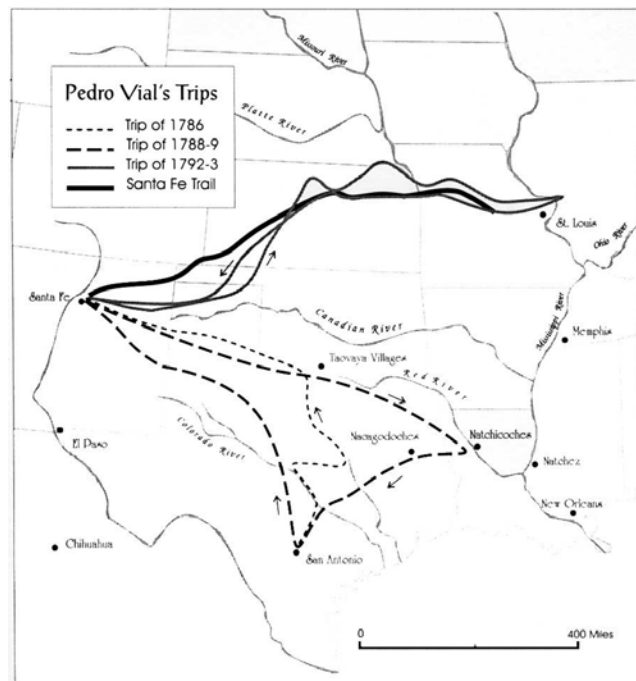 Missouri River
Pedro Vial's Trips
Trip of 1786
Trip of 1788-9
Trip of 1792-3
Santa Fe Trail
Platte River
St. Louis
Ohio River
Santa Fe
Canadian River
Mississippi River
Memphis
Taovaya Villages
Red River
Colorado River
El Paso
Nacogdoches
Natchicoches
Natchez
New Orleans
Chihuahua
San Antonio
0
400 Miles